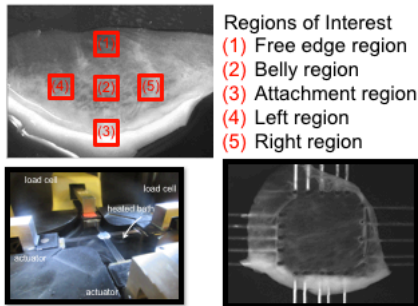 (1)
(4)
(2)
(5)
(3)
Regions of Interest
(1) Free edge region
(2) Belly region
(3) Attachment region
(4) Left region
(5) Right region
load cell
load cell
heated bath
actuator
actuator